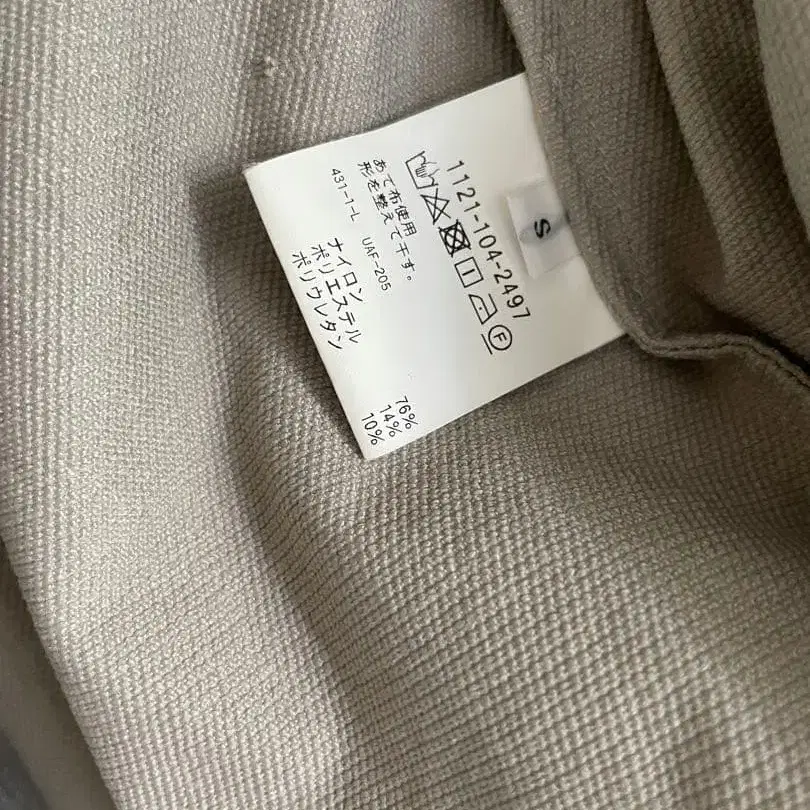 S
1121-104-2497
F
あて布使用
形を整えて干す。
431-1-L UAF-205
ナイロン 76%
ポリエステル 14%
ポリウレタン 10%